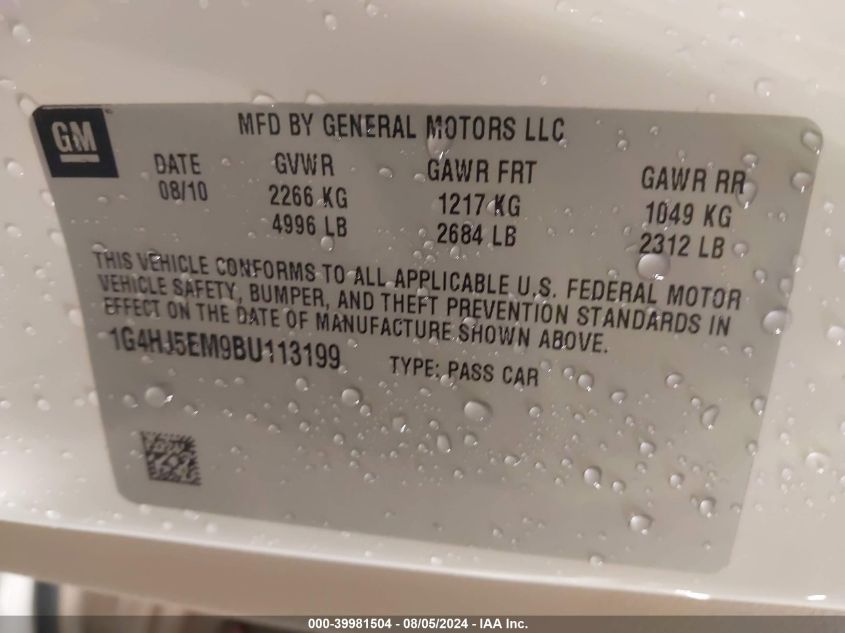 GM
MFD BY GENERAL MOTORS LLC
DATE GVWR GAWR FRT GAWR RR
08/10 2266 KG 1217 KG 1049 KG
4996 LB 2684 LB 2312 LB
THIS VEHICLE CONFORMS TO ALL APPLICABLE U.S. FEDERAL MOTOR
VEHICLE SAFETY, BUMPER, AND THEFT PREVENTION STANDARDS IN
EFFECT ON THE DATE OF MANUFACTURE SHOWN ABOVE.
1G4HJ5EM9BU113199 TYPE: PASS CAR
000-39981504 - 08/05/2024 - IAA Inc.